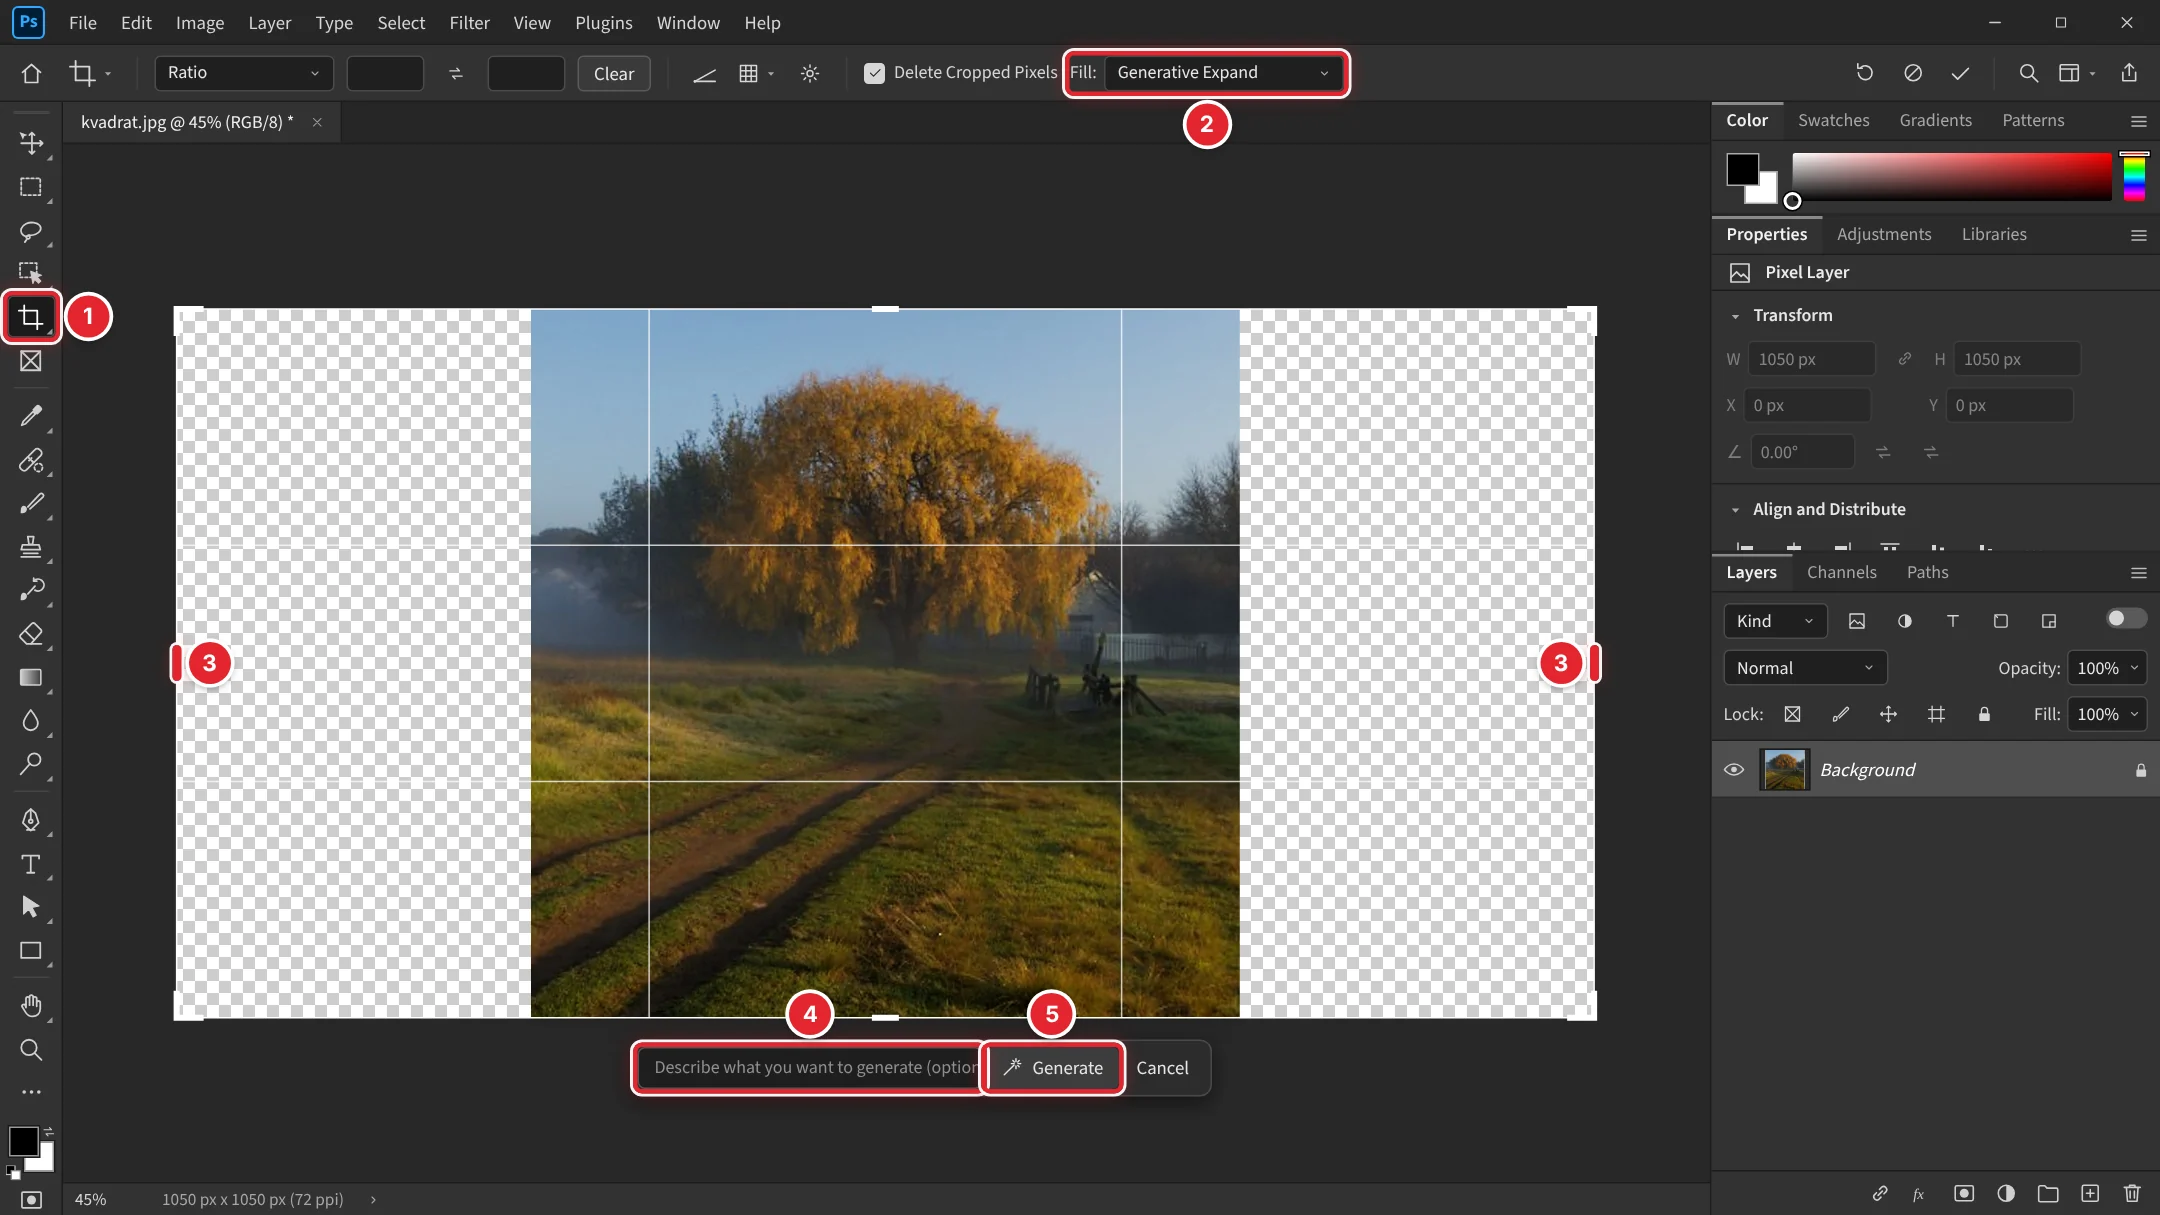 Ps File Edit Image Layer Type Select Filter View Plugins Window Help
Ratio Clear Delete Cropped Pixels Fill: Generative Expand
2
kvadrat.jpg @ 45% (RGB/8) *
1
3
3
4
5
Describe what you want to generate (option
Generate
Cancel
45% 1050 px x 1050 px (72 ppi)
Color Swatches Gradients Patterns
Properties Adjustments Libraries
Pixel Layer
Transform
W 1050 px H 1050 px
X 0 px Y 0 px
0.00°
Align and Distribute
Layers Channels Paths
Kind
Normal Opacity: 100%
Lock: Fill: 100%
Background
fx